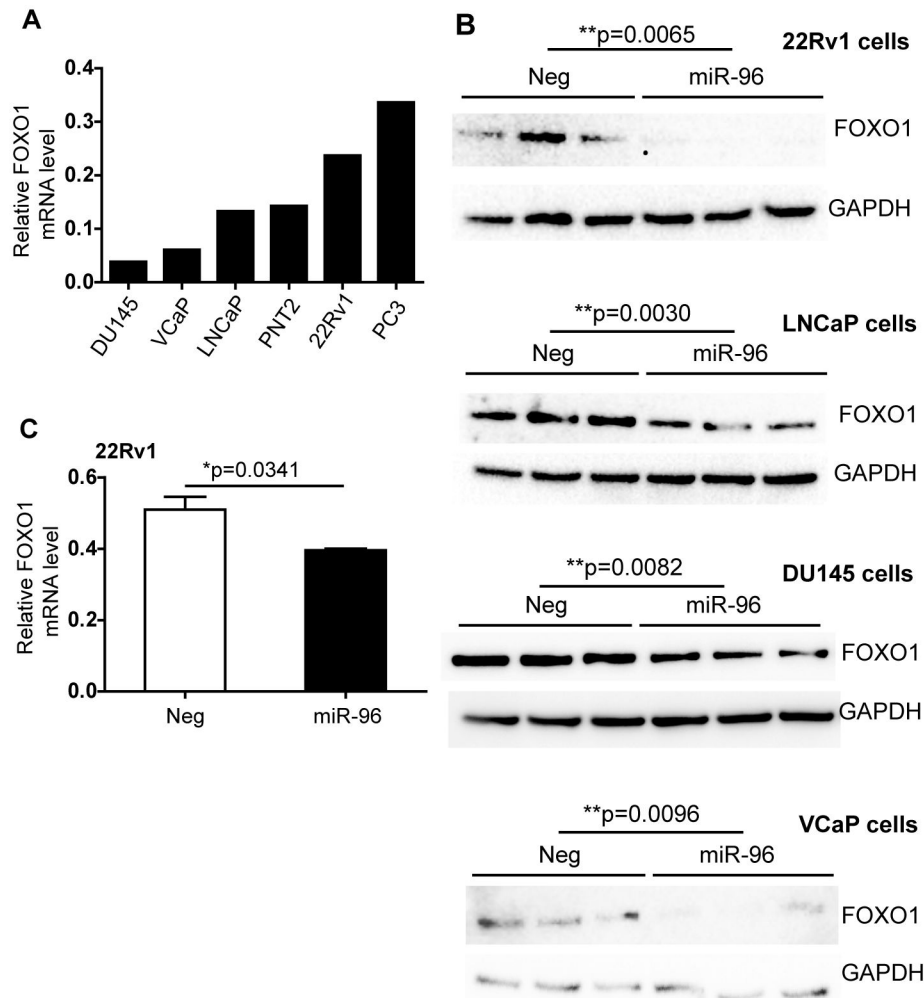 A
Relative FOXO1
mRNA level
0.4
0.3
0.2
0.1
0.0
DU145
VCaP
LNCaP
PNT2
22Rv1
PC3
B
**p=0.0065
22Rv1 cells
Neg
miR-96
FOXO1
GAPDH
**p=0.0030
LNCaP cells
Neg
miR-96
FOXO1
GAPDH
**p=0.0082
DU145 cells
Neg
miR-96
FOXO1
GAPDH
**p=0.0096
VCaP cells
Neg
miR-96
FOXO1
GAPDH
C
22Rv1
*p=0.0341
Relative FOXO1
mRNA level
0.6
0.4
0.2
0.0
Neg
miR-96